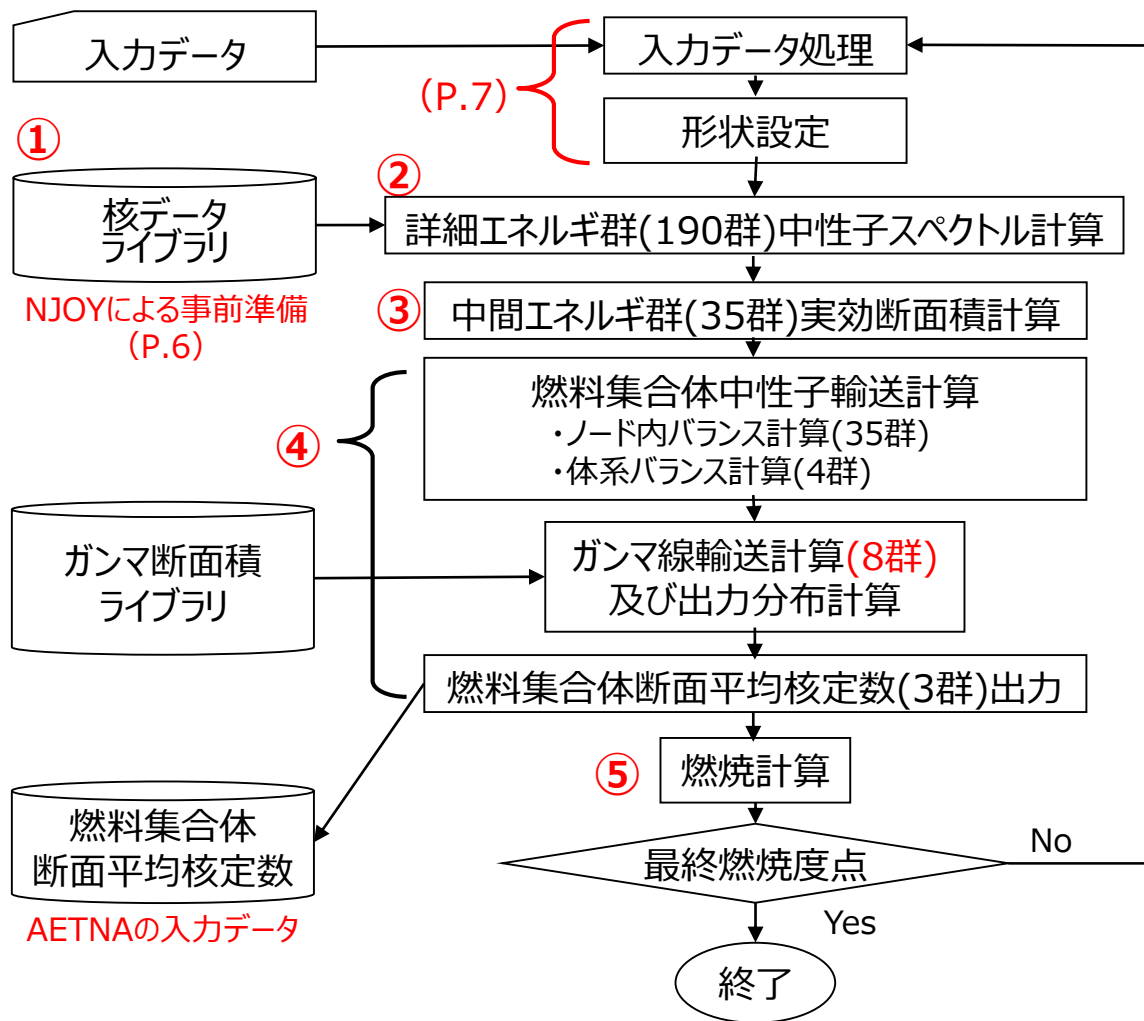 入力データ
入力データ処理
(P.7)
形状設定
①
核データ
ライブラリ
NJOYによる事前準備
(P.6)
②
詳細エネルギ群(190群)中性子スペクトル計算
③
中間エネルギ群(35群)実効断面積計算
④
燃料集合体中性子輸送計算
・ノード内バランス計算(35群)
・体系バランス計算(4群)
ガンマ断面積
ライブラリ
ガンマ線輸送計算(8群)
及び出力分布計算
燃料集合体断面平均核定数(3群)出力
⑤
燃焼計算
燃料集合体
断面平均核定数
AETNAの入力データ
最終燃焼度点
No
Yes
終了